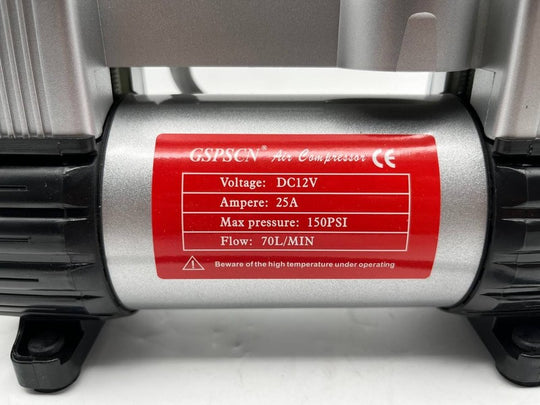 GSPSCN® Air Compressor CE
Voltage: DC12V
Ampere: 25A
Max pressure: 150PSI
Flow: 70L/MIN
Beware of the high temperature under operating